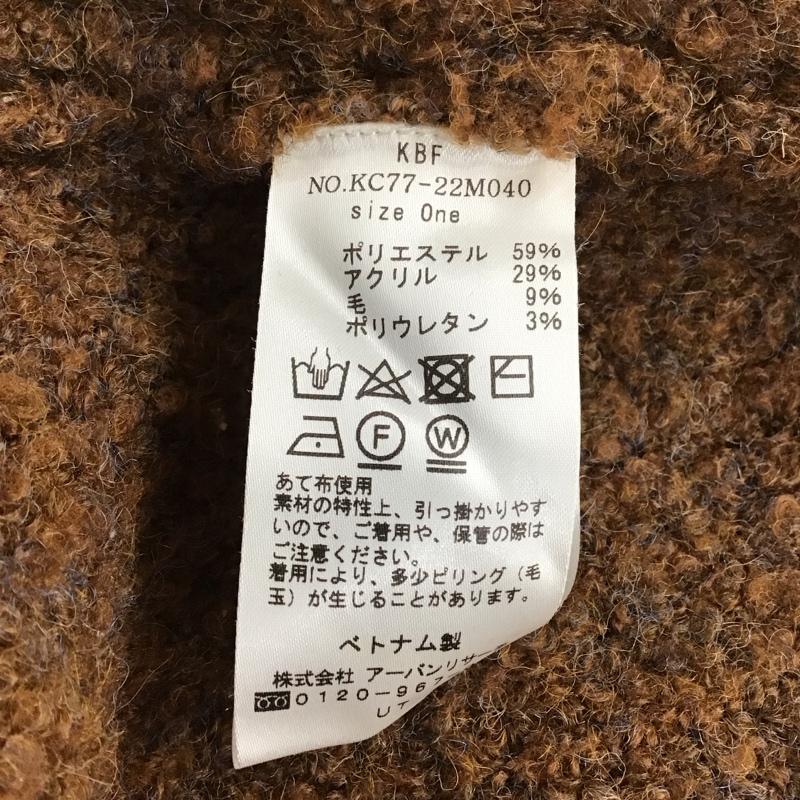 KBF
NO.KC77-22M040
size One
ポリエステル 59%
アクリル 29%
毛 9%
ポリウレタン 3%
F W
あて布使用
素材の特性上、引っ掛かりやす
いので、ご着用や、保管の際は
ご注意ください。
着用により、多少ピリング（毛
玉）が生じることがあります。
ベトナム製
株式会社 アーバンリサー
0120-967